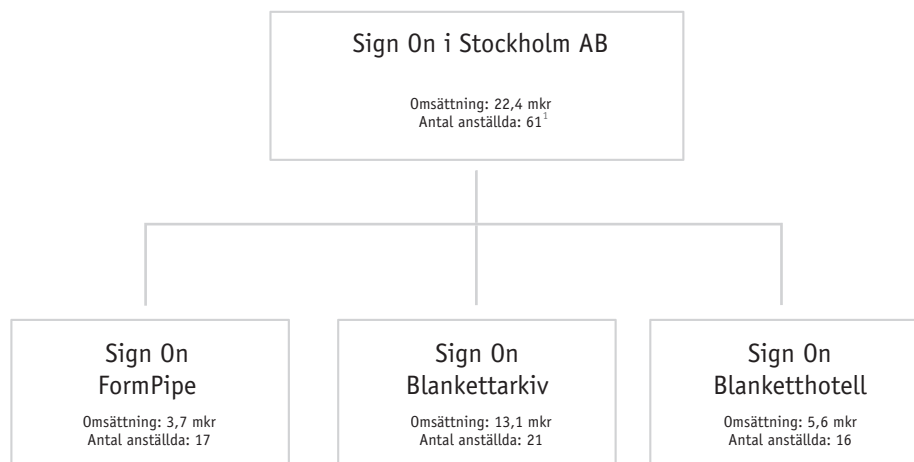 Sign On i Stockholm AB
Omsättning: 22,4 mkr
Antal anställda: 61¹
Sign On
FormPipe
Omsättning: 3,7 mkr
Antal anställda: 17
Sign On
Blankettarkiv
Omsättning: 13,1 mkr
Antal anställda: 21
Sign On
Blanketthotell
Omsättning: 5,6 mkr
Antal anställda: 16